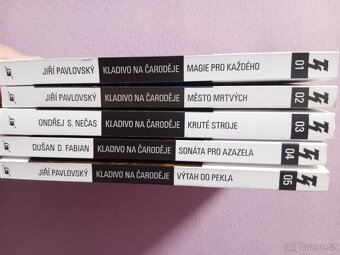 JIŘÍ PAVLOVSKÝ KLADIVO NA ČARODĚJE MAGIE PRO KAŽDÉHO 01
JIŘÍ PAVLOVSKÝ KLADIVO NA ČARODĚJE MĚSTO MRTVÝCH 02
ONDŘEJ S. NEČAS KLADIVO NA ČARODĚJE KRUTÉ STROJE 03
DUŠAN D. FABIAN KLADIVO NA ČARODĚJE SONÁTA PRO AZAZELA 04
JIŘÍ PAVLOVSKÝ KLADIVO NA ČARODĚJE VÝTAH DO PEKLA 05